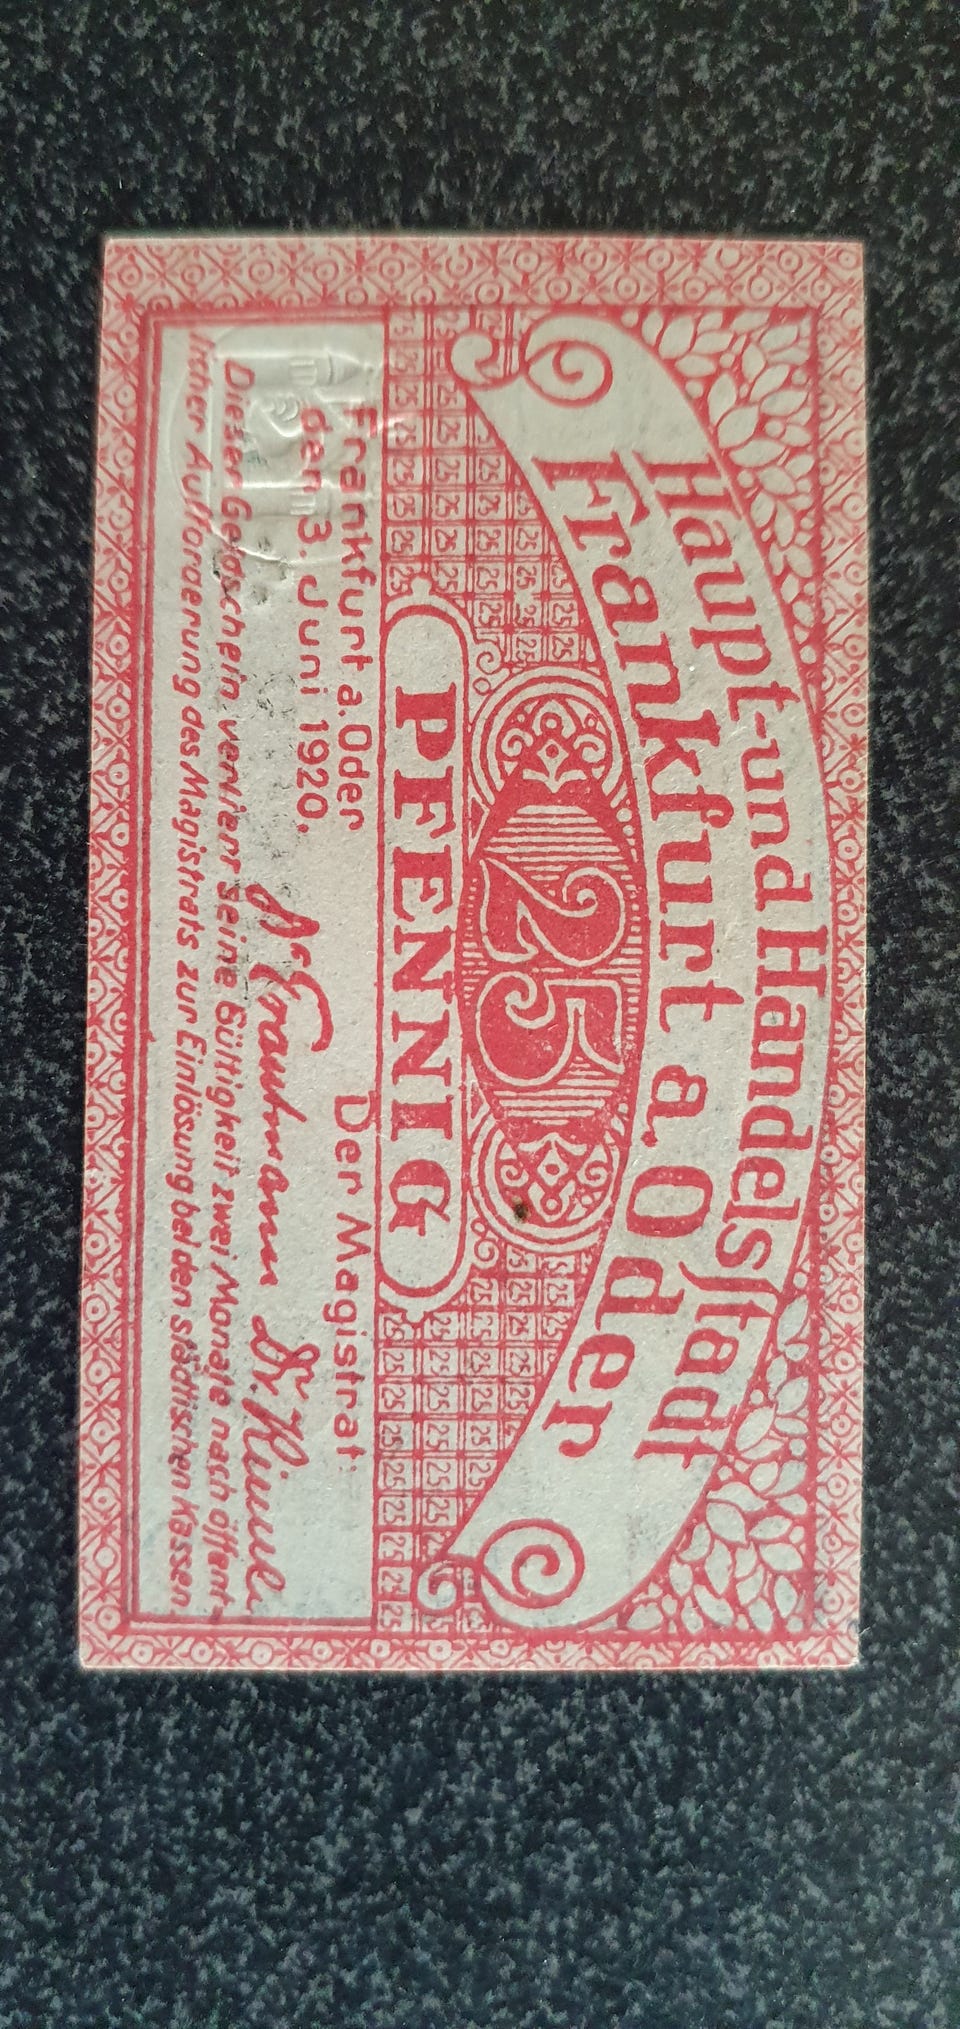 Haupt-und Handelsſtadt
Frankfurt a.Oder
25
PFENNIG
Frankfurt a.Oder
den 3. Juni 1920.
Der Magistrat:
Dr.
Dieser Geldschein verliert seine Gültigkeit zwei Monate nach öffent
licher Aufforderung des Magistrats zur Einlösung bei den städtischen Kassen